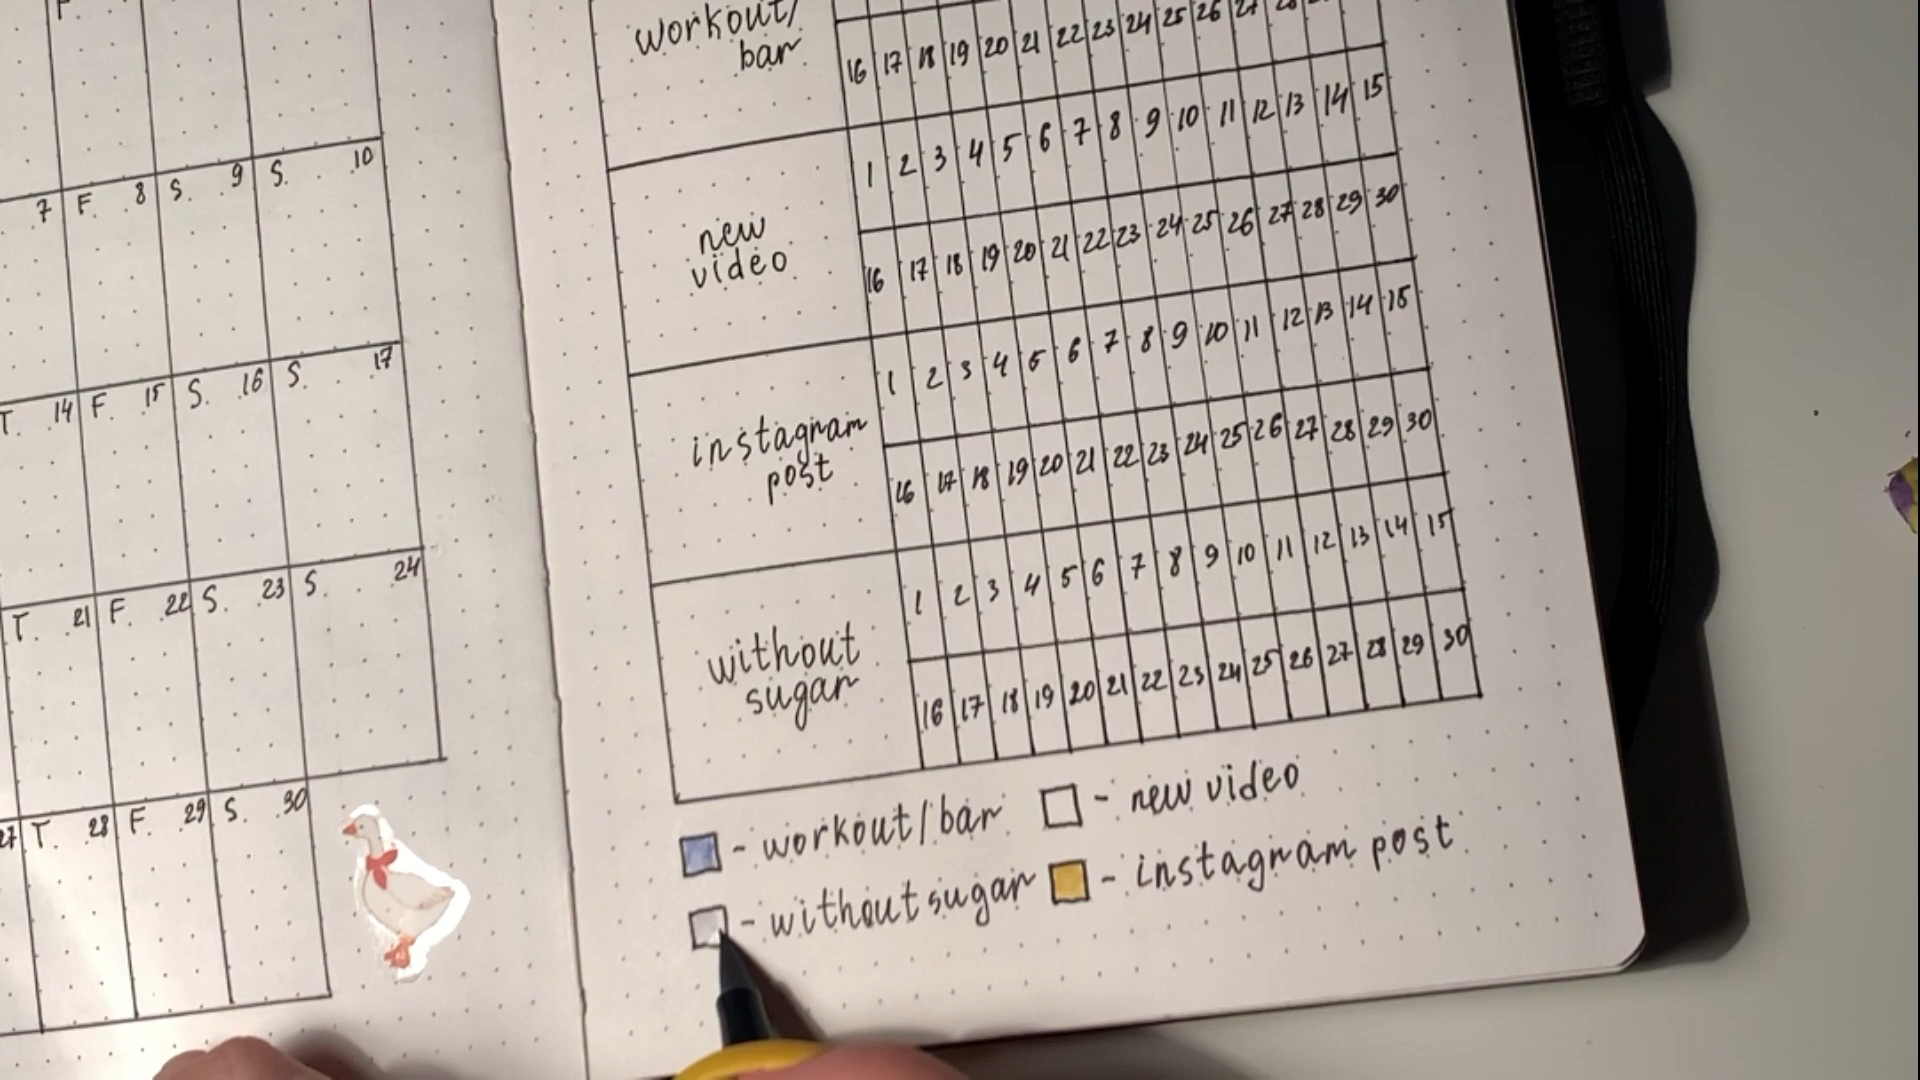 7 F. 8 S. 9 S. 10
T. 14 F. 15 S. 16 S. 17
T. 21 F. 22 S. 23 S. 24
27 T. 28 F. 29 S. 30
workout/
bar
16 17 18 19 20 21 22 23 24 25 26 27 28
new
video
1 2 3 4 5 6 7 8 9 10 11 12 13 14 15
16 17 18 19 20 21 22 23 24 25 26 27 28 29 30
instagram
post
1 2 3 4 5 6 7 8 9 10 11 12 13 14 15
16 17 18 19 20 21 22 23 24 25 26 27 28 29 30
without
sugar
1 2 3 4 5 6 7 8 9 10 11 12 13 14 15
16 17 18 19 20 21 22 23 24 25 26 27 28 29 30
- workout/bar
- new video
- without sugar
- instagram post